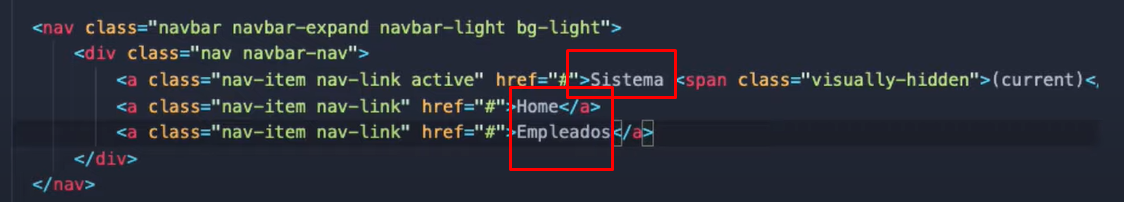 <nav class="navbar navbar-expand navbar-light bg-light">
<div class="nav navbar-nav">
<a class="nav-item nav-link active" href="#">Sistema <span class="visually-hidden">(current)<,
<a class="nav-item nav-link" href="#">Home</a>
<a class="nav-item nav-link" href="#">Empleados</a>
</div>
</nav>